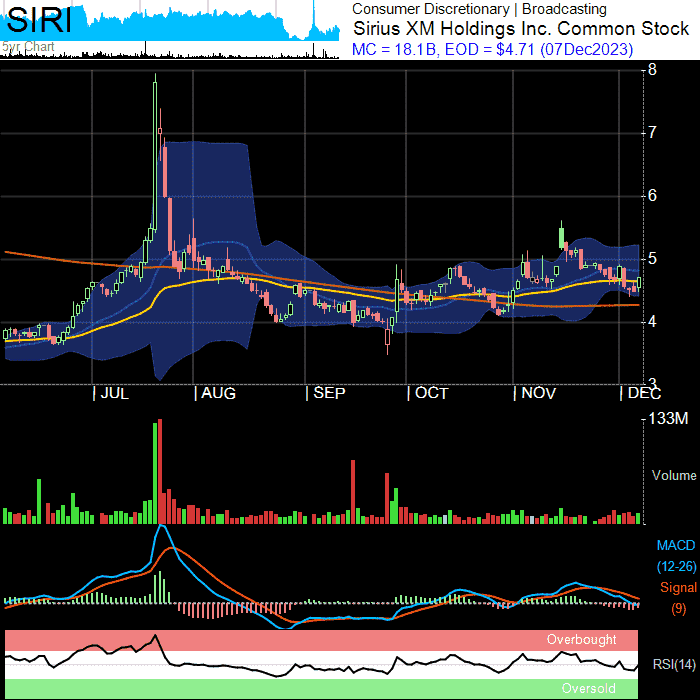 SIRI
5yr Chart
Consumer Discretionary | Broadcasting
Sirius XM Holdings Inc. Common Stock
MC = 18.1B, EOD = $4.71 (07Dec2023)
8
7
6
5
4
3
JUL AUG SEP OCT NOV DEC
133M
Volume
MACD
(12-26)
Signal
(9)
Overbought
RSI(14)
Oversold